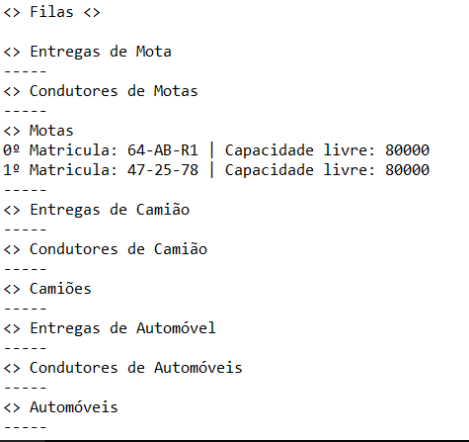 <> Filas <>
<> Entregas de Mota
-----
<> Condutores de Motas
-----
<> Motas
0º Matricula: 64-AB-R1 | Capacidade livre: 80000
1º Matricula: 47-25-78 | Capacidade livre: 80000
-----
<> Entregas de Camião
-----
<> Condutores de Camião
-----
<> Camiões
-----
<> Entregas de Automóvel
-----
<> Condutores de Automóveis
-----
<> Automóveis
-----